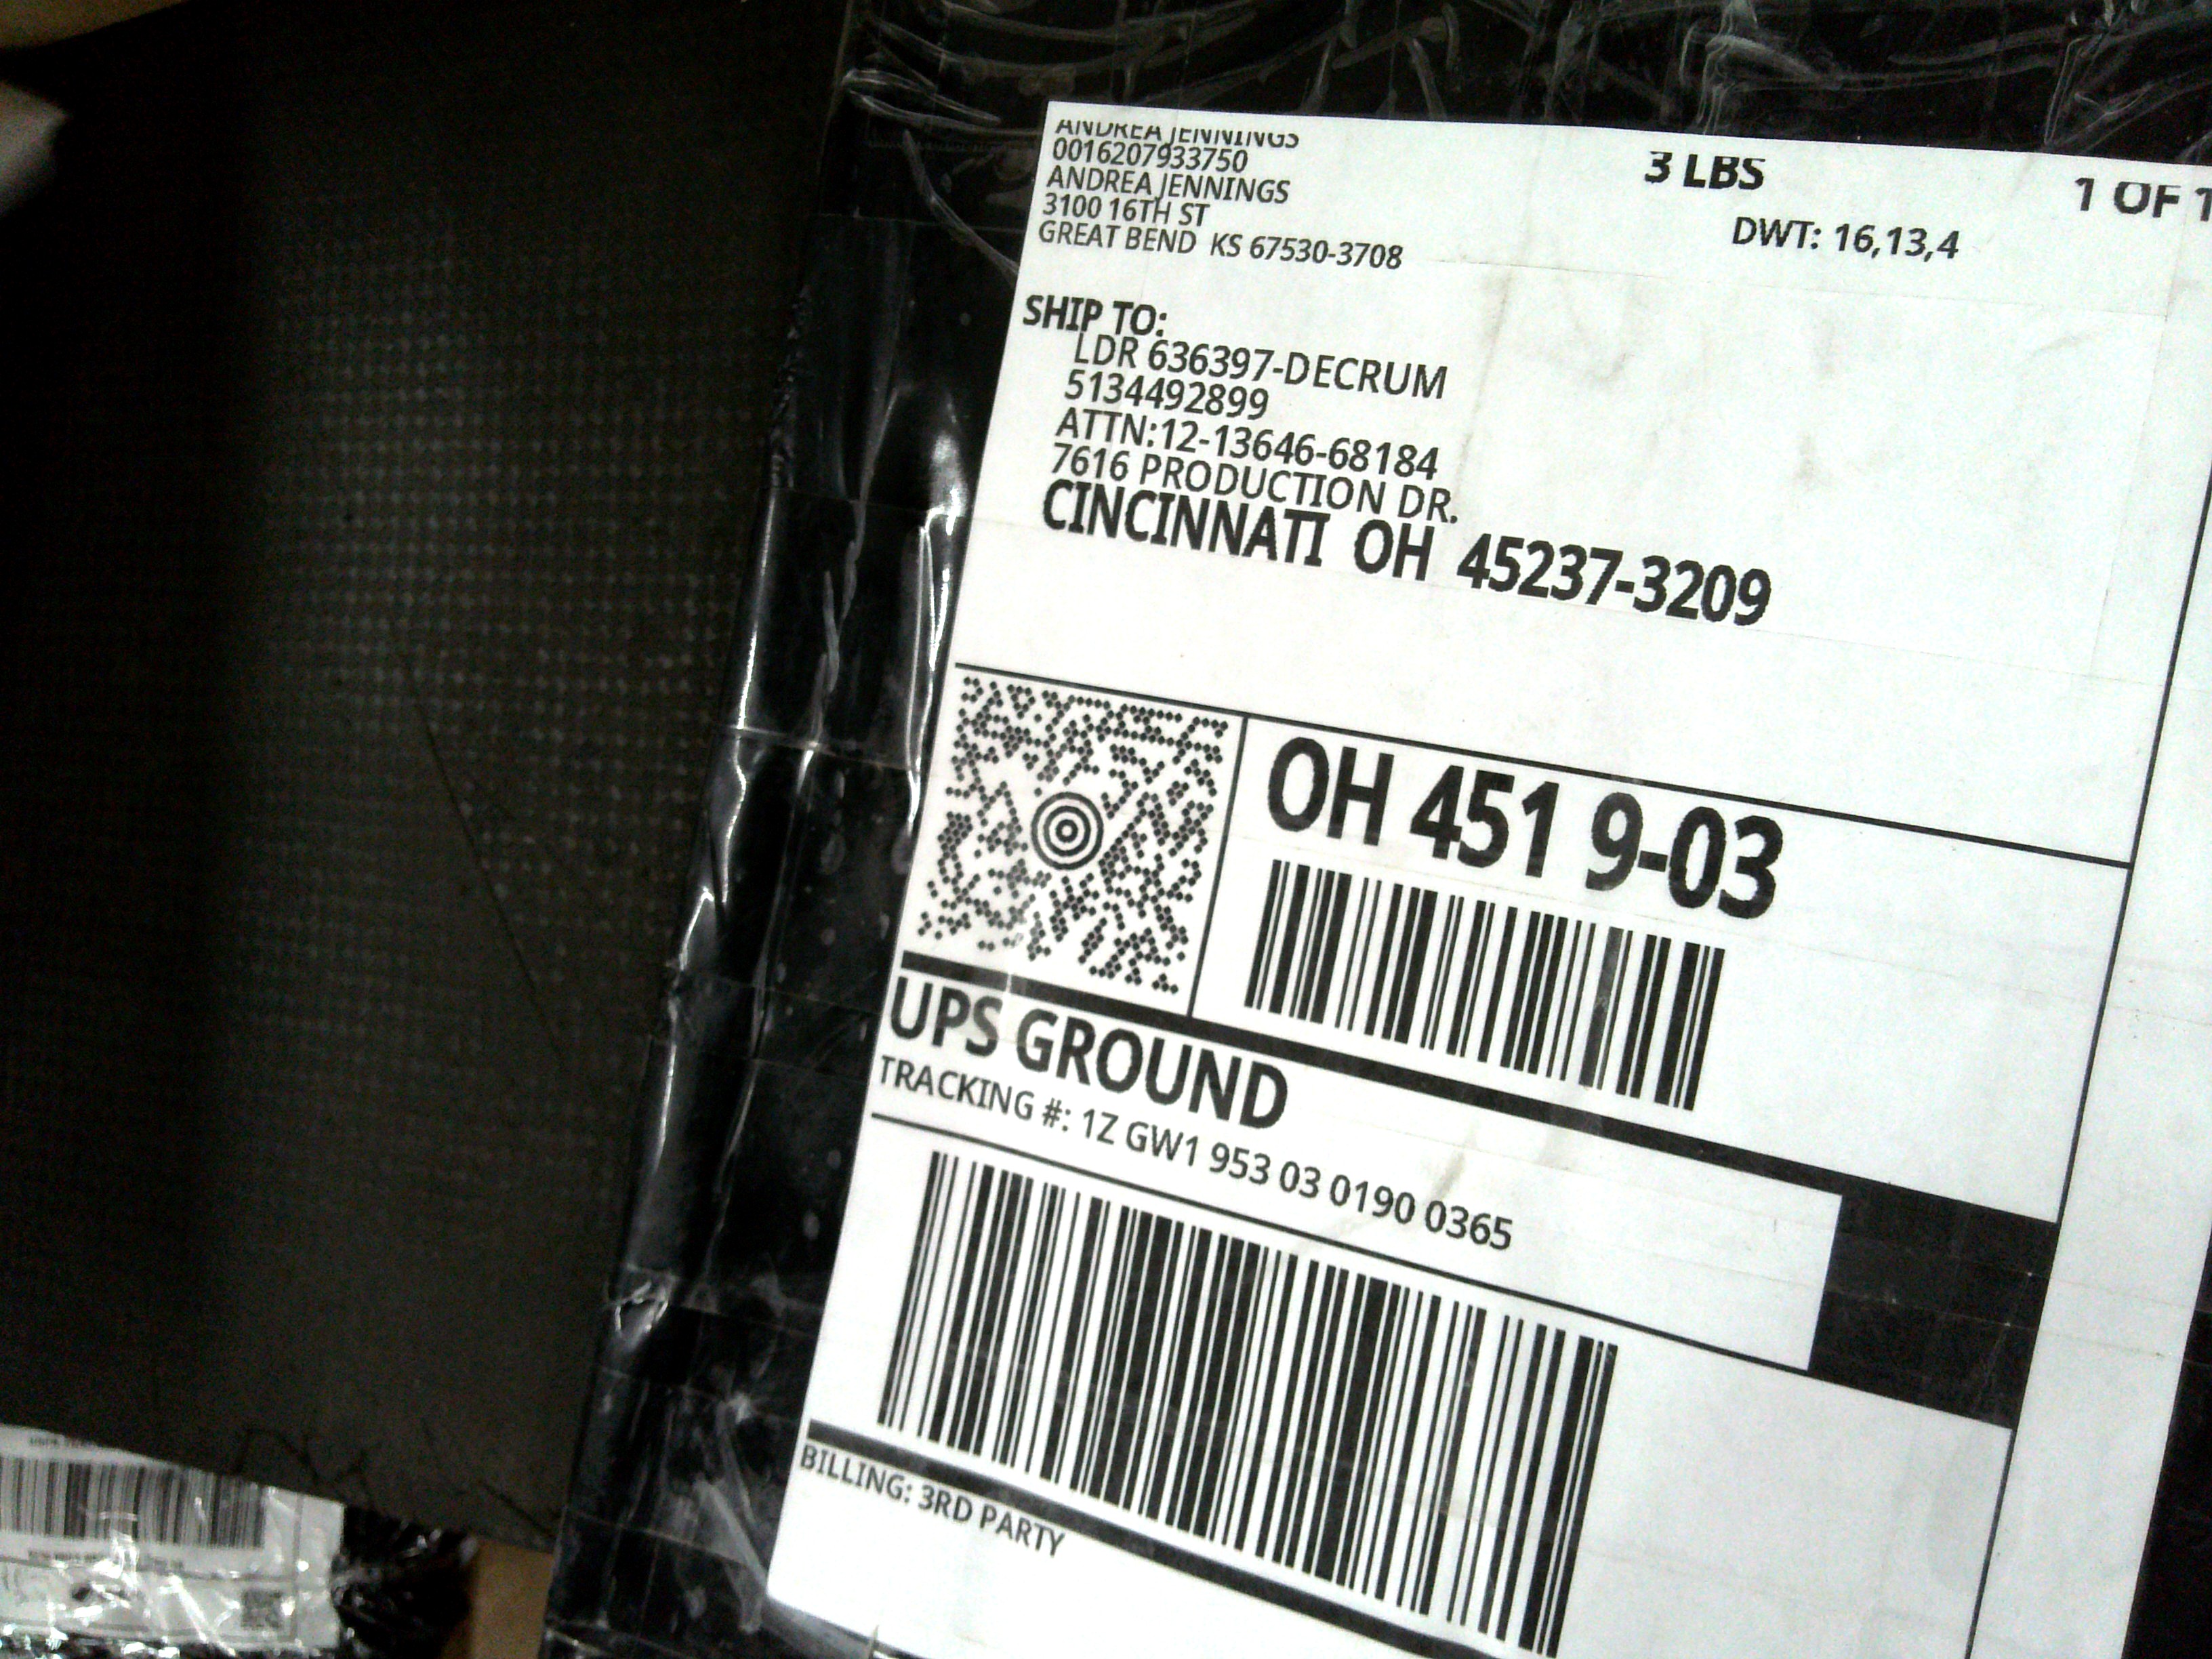 ANDREA JENNINGS
0016207933750
ANDREA JENNINGS
3100 16TH ST
GREAT BEND KS 67530-3708
3 LBS
1 OF 1
DWT: 16,13,4
SHIP TO:
LDR 636397-DECRUM
5134492899
ATTN:12-13646-68184
7616 PRODUCTION DR.
CINCINNATI OH 45237-3209
OH 451 9-03
UPS GROUND
TRACKING #: 1Z GW1 953 03 0190 0365
BILLING: 3RD PARTY